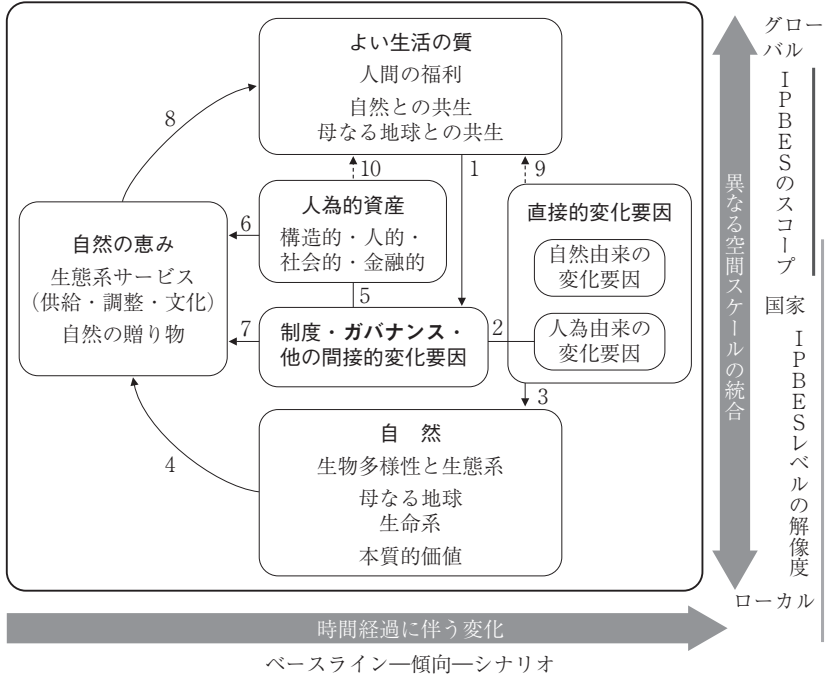 よい生活の質
人間の福利
自然との共生
母なる地球との共生
8
10
1
9
人為的資産
構造的・人的・
社会的・金融的
直接的変化要因
自然由来の
変化要因
人為由来の
変化要因
自然の恵み
生態系サービス
(供給・調整・文化)
自然の贈り物
6
5
7
制度・ガバナンス・
他の間接的変化要因
2
3
4
自　然
生物多様性と生態系
母なる地球
生命系
本質的価値
異なる空間スケールの統合
グロー
バル
IPBESのスコープ
国家
IPBESレベルの解像度
ローカル
時間経過に伴う変化
ベースライン―傾向―シナリオ